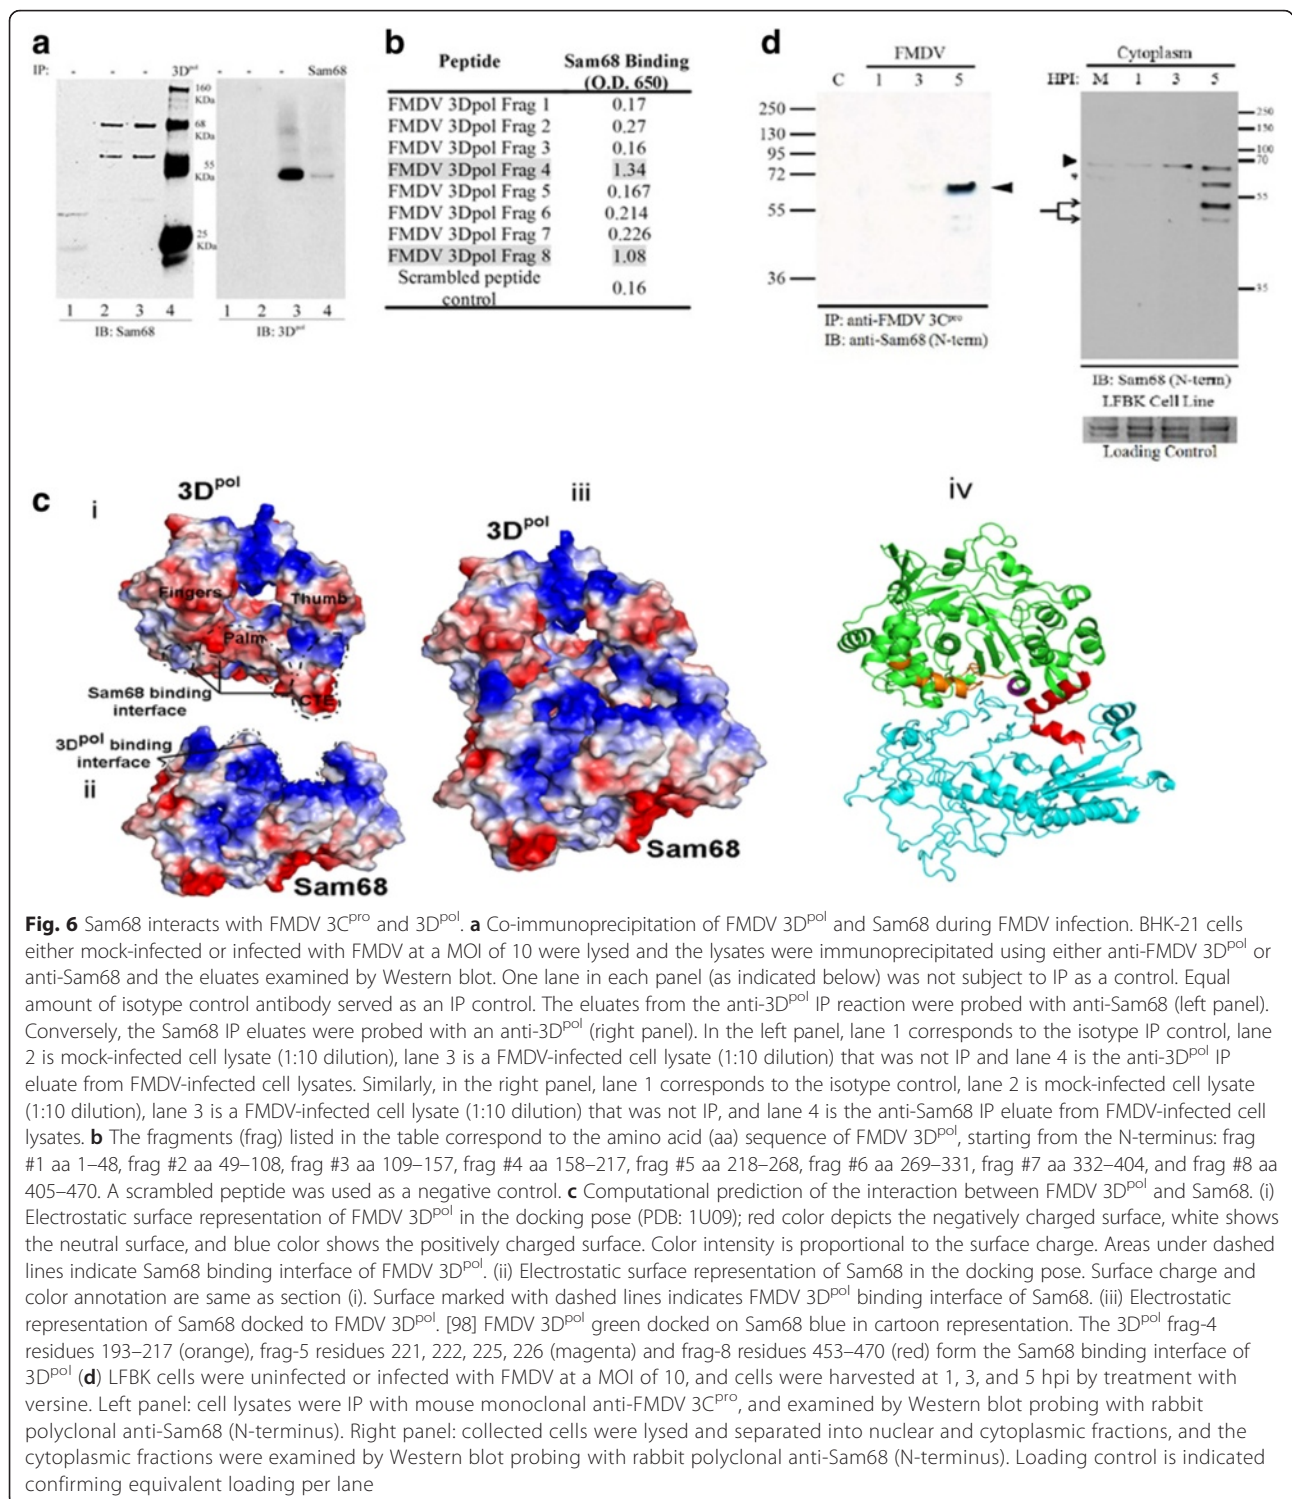 a
IP: - - - 3Dpol - - - Sam68
160
KDa
68
KDa
55
KDa
25
KDa
1 2 3 4 1 2 3 4
IB: Sam68 IB: 3Dpol
b
Peptide Sam68 Binding
(O.D. 650)
FMDV 3Dpol Frag 1 0.17
FMDV 3Dpol Frag 2 0.27
FMDV 3Dpol Frag 3 0.16
FMDV 3Dpol Frag 4 1.34
FMDV 3Dpol Frag 5 0.167
FMDV 3Dpol Frag 6 0.214
FMDV 3Dpol Frag 7 0.226
FMDV 3Dpol Frag 8 1.08
Scrambled peptide
control 0.16
d
FMDV
C 1 3 5
250
130
95
72
55
36
IP: anti-FMDV 3Cpro
IB: anti-Sam68 (N-term)
Cytoplasm
HPI: M 1 3 5
250
130
100
70
55
35
IB: Sam68 (N-term)
LFBK Cell Line
Loading Control
c
i
3Dpol
Fingers
Thumb
Palm
CTE
Sam68 binding
interface
3Dpol binding
interface
ii
Sam68
iii
3Dpol
Sam68
iv
Fig. 6 Sam68 interacts with FMDV 3Cpro and 3Dpol. a Co-immunoprecipitation of FMDV 3Dpol and Sam68 during FMDV infection. BHK-21 cells
either mock-infected or infected with FMDV at a MOI of 10 were lysed and the lysates were immunoprecipitated using either anti-FMDV 3Dpol or
anti-Sam68 and the eluates examined by Western blot. One lane in each panel (as indicated below) was not subject to IP as a control. Equal
amount of isotype control antibody served as an IP control. The eluates from the anti-3Dpol IP reaction were probed with anti-Sam68 (left panel).
Conversely, the Sam68 IP eluates were probed with an anti-3Dpol (right panel). In the left panel, lane 1 corresponds to the isotype IP control, lane
2 is mock-infected cell lysate (1:10 dilution), lane 3 is a FMDV-infected cell lysate (1:10 dilution) that was not IP and lane 4 is the anti-3Dpol IP
eluate from FMDV-infected cell lysates. Similarly, in the right panel, lane 1 corresponds to the isotype control, lane 2 is mock-infected cell lysate
(1:10 dilution), lane 3 is a FMDV-infected cell lysate (1:10 dilution) that was not IP, and lane 4 is the anti-Sam68 IP eluate from FMDV-infected cell
lysates. b The fragments (frag) listed in the table correspond to the amino acid (aa) sequence of FMDV 3Dpol, starting from the N-terminus: frag
#1 aa 1–48, frag #2 aa 49–108, frag #3 aa 109–157, frag #4 aa 158–217, frag #5 aa 218–268, frag #6 aa 269–331, frag #7 aa 332–404, and frag #8 aa
405–470. A scrambled peptide was used as a negative control. c Computational prediction of the interaction between FMDV 3Dpol and Sam68. (i)
Electrostatic surface representation of FMDV 3Dpol in the docking pose (PDB: 1U09); red color depicts the negatively charged surface, white shows
the neutral surface, and blue color shows the positively charged surface. Color intensity is proportional to the surface charge. Areas under dashed
lines indicate Sam68 binding interface of FMDV 3Dpol. (ii) Electrostatic surface representation of Sam68 in the docking pose. Surface charge and
color annotation are same as section (i). Surface marked with dashed lines indicates FMDV 3Dpol binding interface of Sam68. (iii) Electrostatic
representation of Sam68 docked to FMDV 3Dpol. [98] FMDV 3Dpol green docked on Sam68 blue in cartoon representation. The 3Dpol frag-4
residues 193–217 (orange), frag-5 residues 221, 222, 225, 226 (magenta) and frag-8 residues 453–470 (red) form the Sam68 binding interface of
3Dpol (d) LFBK cells were uninfected or infected with FMDV at a MOI of 10, and cells were harvested at 1, 3, and 5 hpi by treatment with
versine. Left panel: cell lysates were IP with mouse monoclonal anti-FMDV 3Cpro, and examined by Western blot probing with rabbit
polyclonal anti-Sam68 (N-terminus). Right panel: collected cells were lysed and separated into nuclear and cytoplasmic fractions, and the
cytoplasmic fractions were examined by Western blot probing with rabbit polyclonal anti-Sam68 (N-terminus). Loading control is indicated
confirming equivalent loading per lane